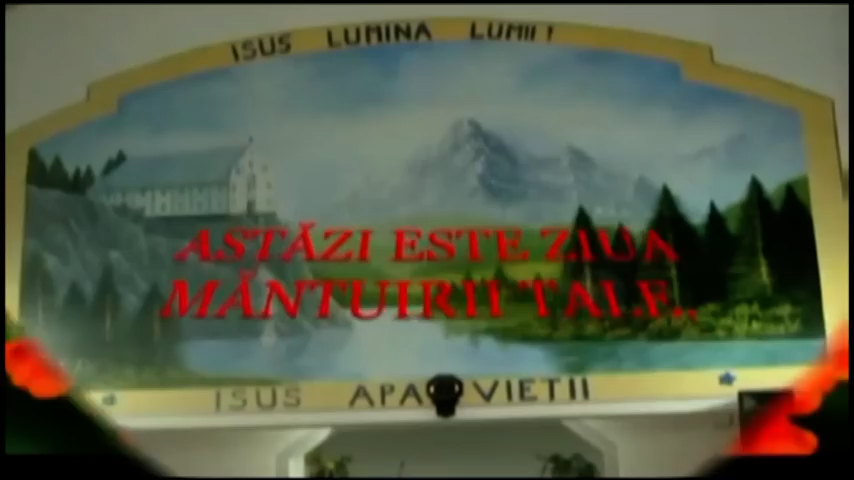 ISUS LUMINA LUMII!
ASTĂZI ESTE ZIUA
MÂNTUIRII TALE..
ISUS APA VIETII